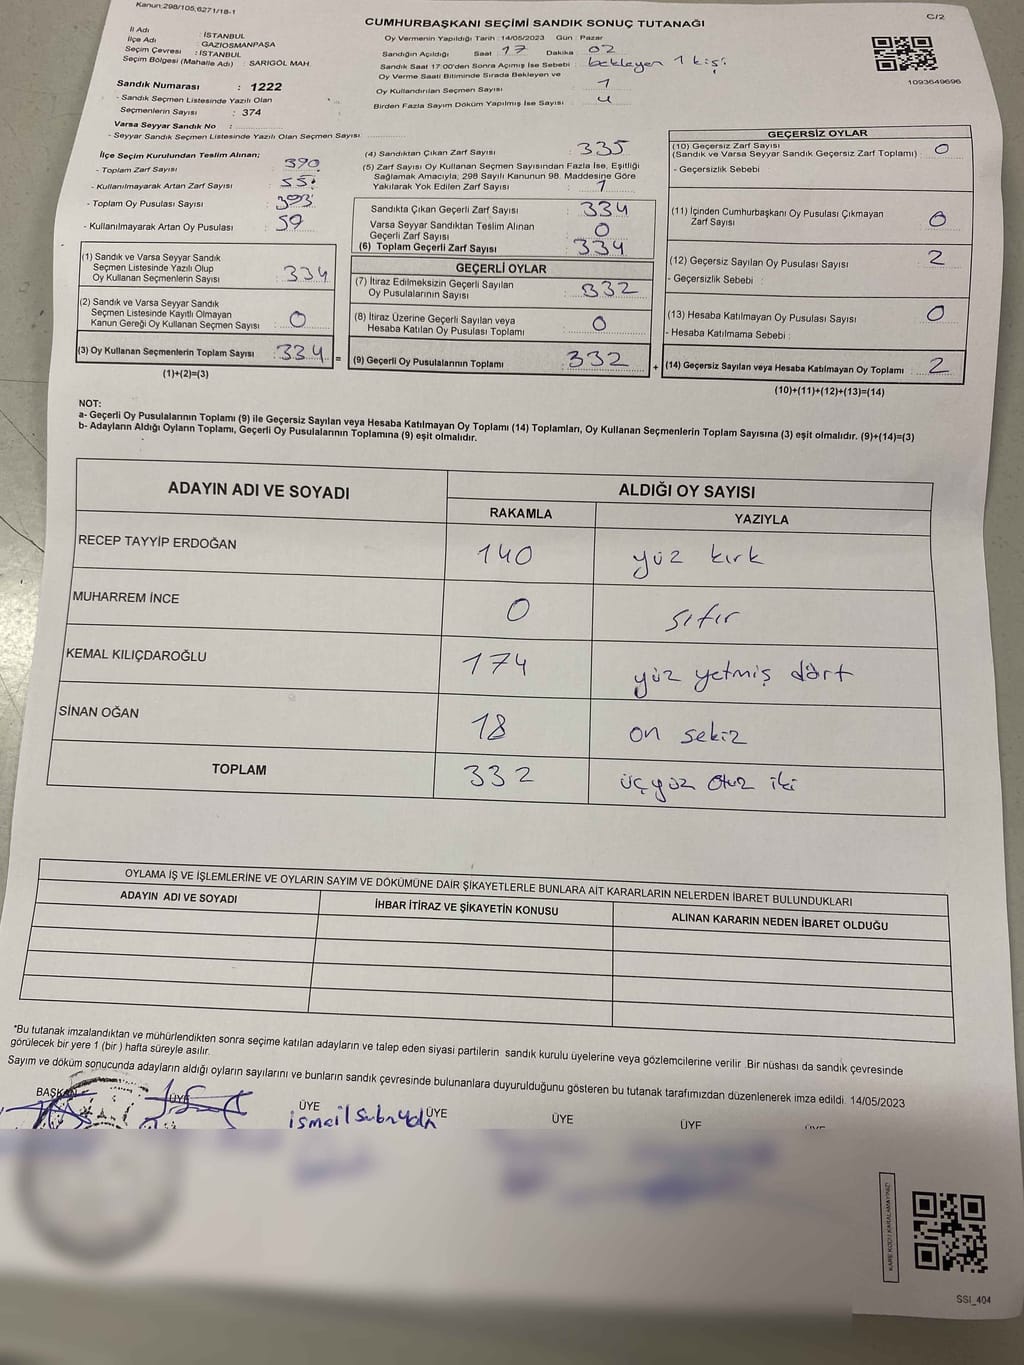 Kanun:298/105,6271/18-1
C/2
CUMHURBAŞKANI SEÇİMİ SANDIK SONUÇ TUTANAĞI
İl Adı : İSTANBUL
İlçe Adı : GAZİOSMANPAŞA
Seçim Çevresi : İSTANBUL
Seçim Bölgesi (Mahalle Adı) : SARIGÖL MAH.
Sandık Numarası : 1222
- Sandık Seçmen Listesinde Yazılı Olan
Seçmenlerin Sayısı : 374
Varsa Seyyar Sandık No :
- Seyyar Sandık Seçmen Listesinde Yazılı Olan Seçmen Sayısı
Oy Vermenin Yapıldığı Tarih : 14/05/2023 Gün : Pazar
Sandığın Açıldığı Saat 17 Dakika 02
Sandık Saat 17:00'den Sonra Açımış İse Sebebi : bekleyen 1 kişi
Oy Verme Saati Bitiminde Sırada Bekleyen ve
Oy Kullandırılan Seçmen Sayısı : 1
Birden Fazla Sayım Döküm Yapılmış İse Sayısı : 4
1093649696
İlçe Seçim Kurulundan Teslim Alınan;
- Toplam Zarf Sayısı : 390
- Kullanılmayarak Artan Zarf Sayısı : 55
- Toplam Oy Pusulası Sayısı : 393
- Kullanılmayarak Artan Oy Pusulası : 59
(1) Sandık ve Varsa Seyyar Sandık
Seçmen Listesinde Yazılı Olup
Oy Kullanan Seçmenlerin Sayısı : 334
(2) Sandık ve Varsa Seyyar Sandık
Seçmen Listesinde Kayıtlı Olmayan
Kanun Gereği Oy Kullanan Seçmen Sayısı : 0
(3) Oy Kullanan Seçmenlerin Toplam Sayısı : 334 =
(1)+(2)=(3)
(4) Sandıktan Çıkan Zarf Sayısı : 335
(5) Zarf Sayısı Oy Kullanan Seçmen Sayısından Fazla İse, Eşitliği
Sağlamak Amacıyla; 298 Sayılı Kanunun 98. Maddesine Göre
Yakılarak Yok Edilen Zarf Sayısı : 1
Sandıkta Çıkan Geçerli Zarf Sayısı : 334
Varsa Seyyar Sandıktan Teslim Alınan
Geçerli Zarf Sayısı : 0
(6) Toplam Geçerli Zarf Sayısı : 334
GEÇERLİ OYLAR
(7) İtiraz Edilmeksizin Geçerli Sayılan
Oy Pusulalarının Sayısı : 332
(8) İtiraz Üzerine Geçerli Sayılan veya
Hesaba Katılan Oy Pusulaları Toplamı : 0
(9) Geçerli Oy Pusulalarının Toplamı : 332 +
GEÇERSİZ OYLAR
(10) Geçersiz Zarf Sayısı
(Sandık ve Varsa Seyyar Sandık Geçersiz Zarf Toplamı) : 0
- Geçersizlik Sebebi
(11) İçinden Cumhurbaşkanı Oy Pusulası Çıkmayan
Zarf Sayısı : 0
(12) Geçersiz Sayılan Oy Pusulası Sayısı : 2
- Geçersizlik Sebebi :
(13) Hesaba Katılmayan Oy Pusulası Sayısı : 0
- Hesaba Katılmama Sebebi :
(14) Geçersiz Sayılan veya Hesaba Katılmayan Oy Toplamı : 2
(10)+(11)+(12)+(13)=(14)
NOT:
a- Geçerli Oy Pusulalarının Toplamı (9) ile Geçersiz Sayılan veya Hesaba Katılmayan Oy Toplamı (14) Toplamları, Oy Kullanan Seçmenlerin Toplam Sayısına (3) eşit olmalıdır. (9)+(14)=(3)
b- Adayların Aldığı Oyların Toplamı, Geçerli Oy Pusulalarının Toplamına (9) eşit olmalıdır.
ADAYIN ADI VE SOYADI ALDIĞI OY SAYISI
RAKAMLA YAZIYLA
RECEP TAYYİP ERDOĞAN 140 yüz kırk
MUHARREM İNCE 0 sıfır
KEMAL KILIÇDAROĞLU 174 yüz yetmiş dört
SİNAN OĞAN 18 on sekiz
TOPLAM 332 üçyüz otuz iki
OYLAMA İŞ VE İŞLEMLERİNE VE OYLARIN SAYIM VE DÖKÜMÜNE DAİR ŞİKAYETLERLE BUNLARA AİT KARARLARIN NELERDEN İBARET BULUNDUKLARI
ADAYIN ADI VE SOYADI İHBAR İTİRAZ VE ŞİKAYETİN KONUSU ALINAN KARARIN NEDEN İBARET OLDUĞU
*Bu tutanak imzalandıktan ve mühürlendikten sonra seçime katılan adayların ve talep eden siyasi partilerin sandık kurulu üyelerine veya gözlemcilerine verilir .Bir nüshası da sandık çevresinde
görülecek bir yere 1 (bir ) hafta süreyle asılır.
Sayım ve döküm sonucunda adayların aldığı oyların sayılarını ve bunların sandık çevresinde bulunanlara duyurulduğunu gösteren bu tutanak tarafımızdan düzenlenerek imza edildi. 14/05/2023
BAŞKAN ÜYE ÜYE ÜYE ÜYE ÜYE
ismail
KARE KODU KARALAMAYINIZ!
SSI_404